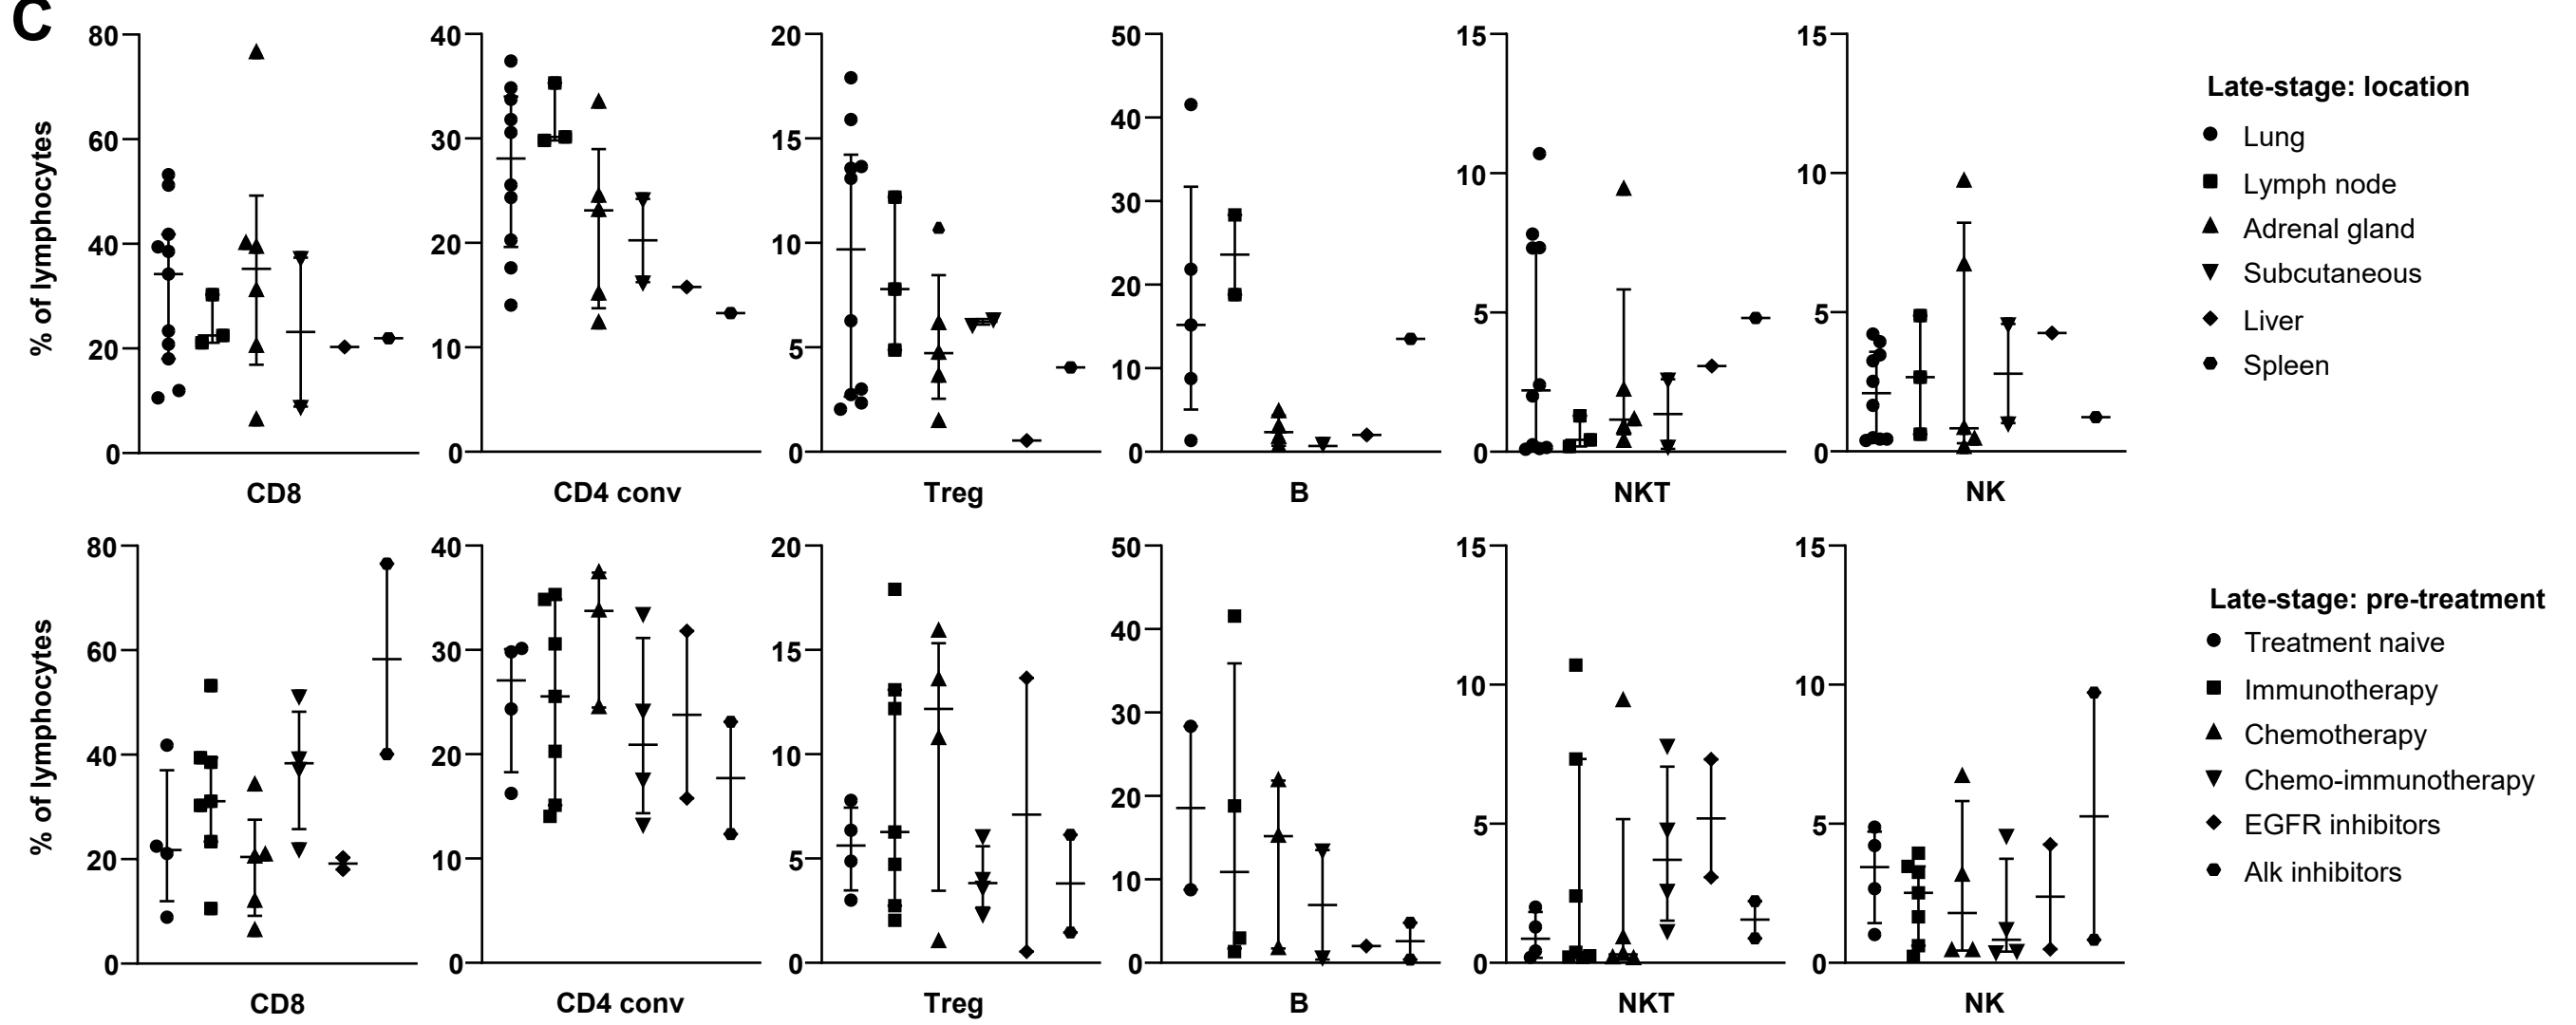 C
% of lymphocytes
80
60
40
20
0
CD8
40
30
20
10
0
CD4 conv
20
15
10
5
0
Treg
50
40
30
20
10
0
B
15
10
5
0
NKT
15
10
5
0
NK
Late-stage: location
Lung
Lymph node
Adrenal gland
Subcutaneous
Liver
Spleen
% of lymphocytes
80
60
40
20
0
CD8
40
30
20
10
0
CD4 conv
20
15
10
5
0
Treg
50
40
30
20
10
0
B
15
10
5
0
NKT
15
10
5
0
NK
Late-stage: pre-treatment
Treatment naive
Immunotherapy
Chemotherapy
Chemo-immunotherapy
EGFR inhibitors
Alk inhibitors